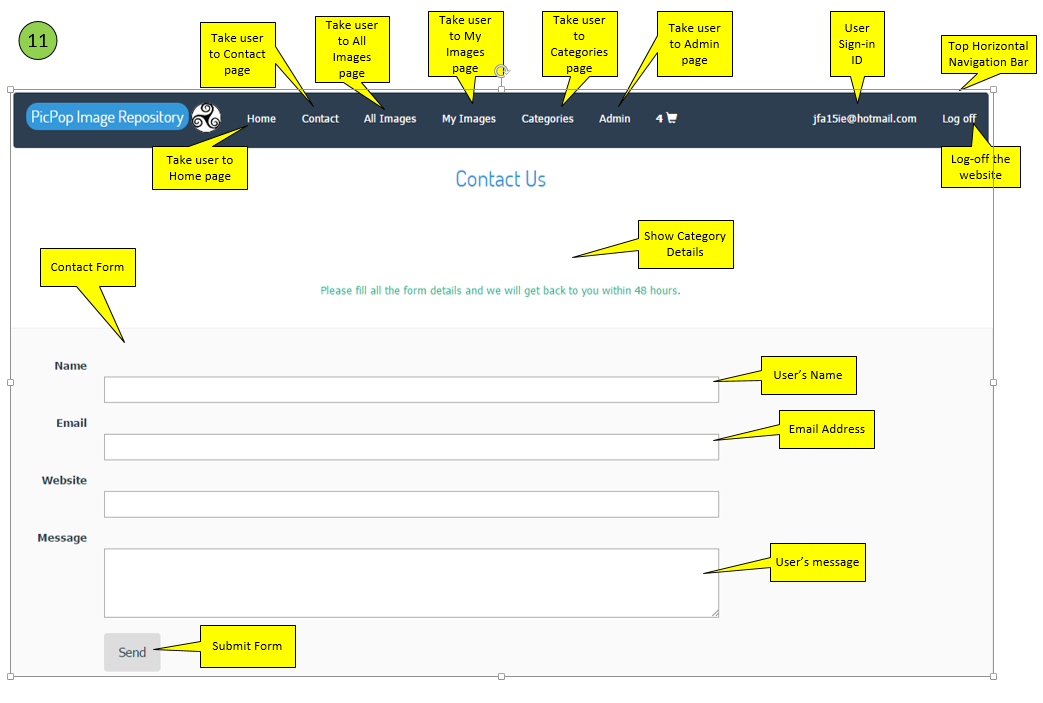 11
Take user
to Contact
page
Take user
to All
Images
page
Take user
to My
Images
page
Take user
to
Categories
page
Take user
to Admin
page
User
Sign-in
ID
Top Horizontal
Navigation Bar
PicPop Image Repository
Home
Contact
All Images
My Images
Categories
Admin
4
jfa15ie@hotmail.com
Log off
Take user to
Home page
Log-off the
website
Contact Us
Show Category
Details
Contact Form
Please fill all the form details and we will get back to you within 48 hours.
Name
User’s Name
Email
Email Address
Website
Message
User’s message
Send
Submit Form